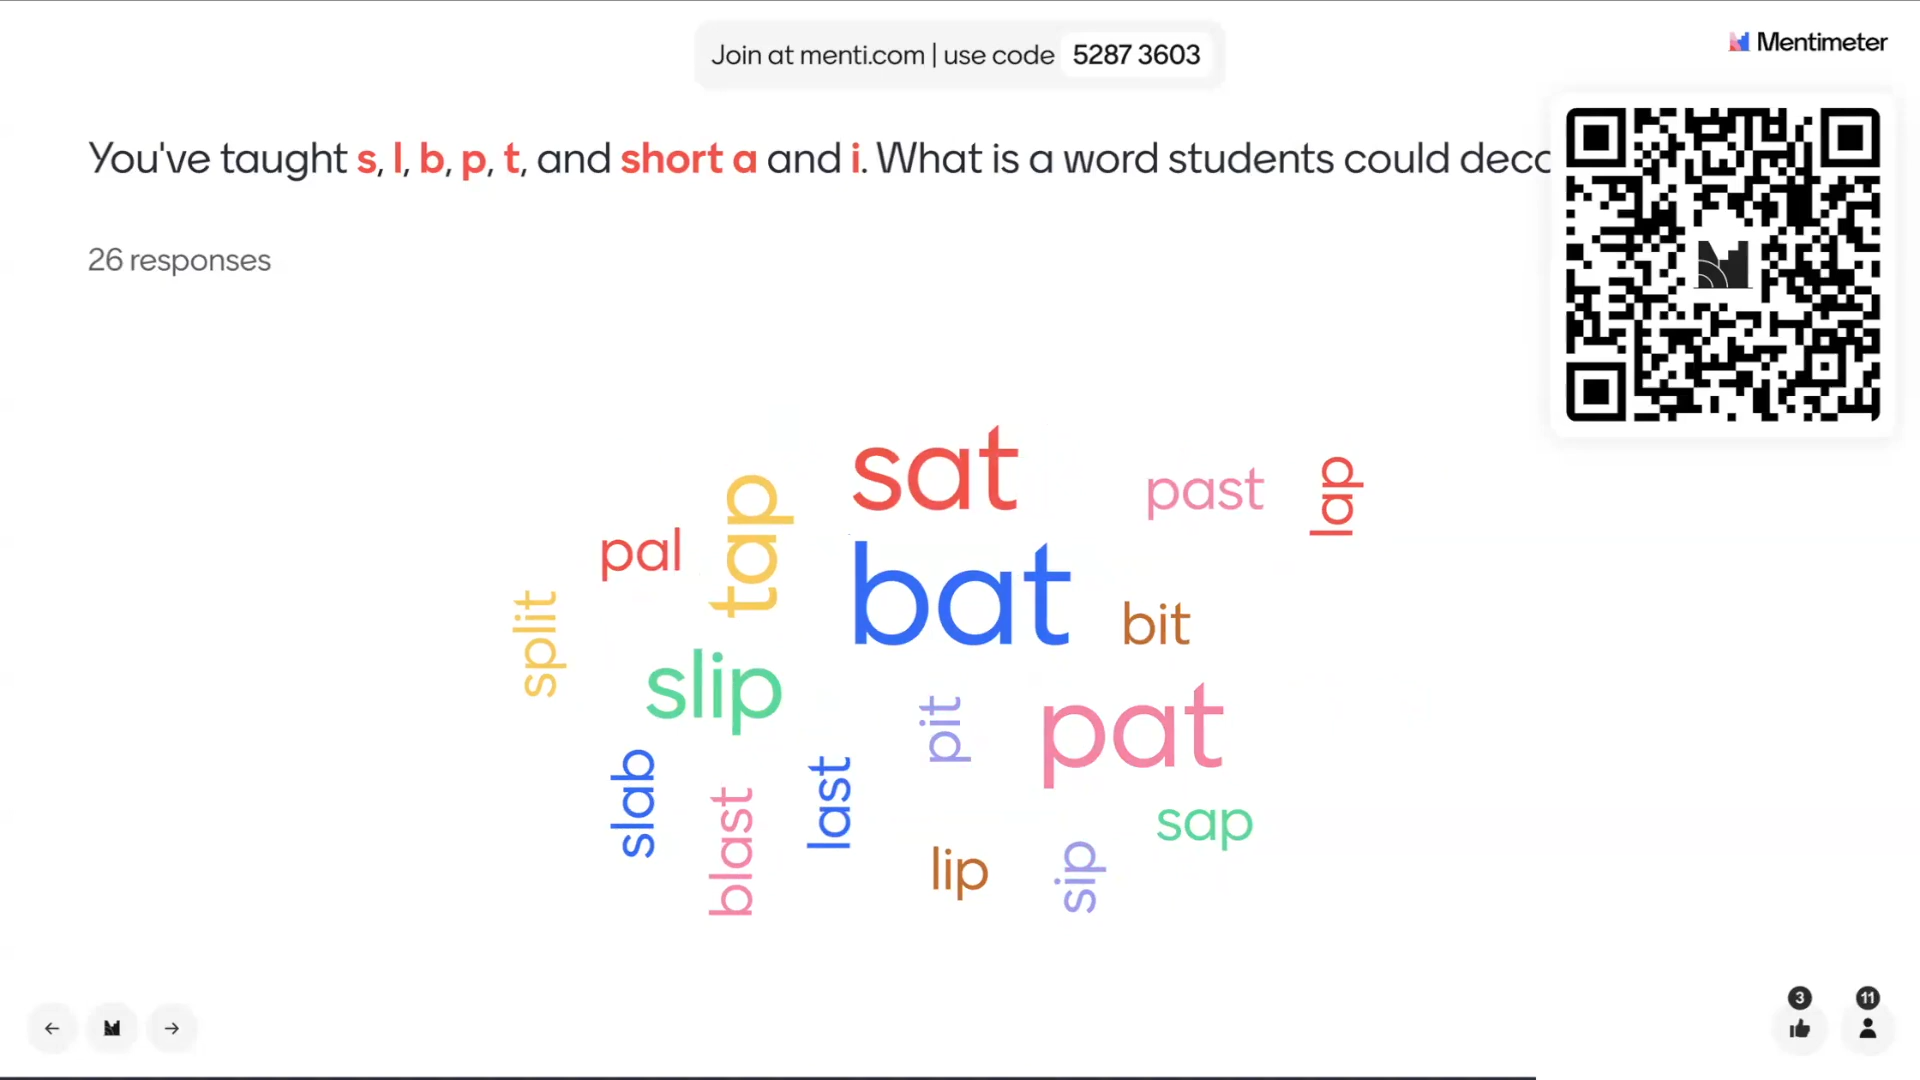 Join at menti.com | use code 5287 3603
Mentimeter
You've taught s, l, b, p, t, and short a and i. What is a word students could deco
26 responses
sat
past
lap
tap
pal
bat
bit
split
slip
pit
pat
slab
last
blast
sap
lip
sip
3
11